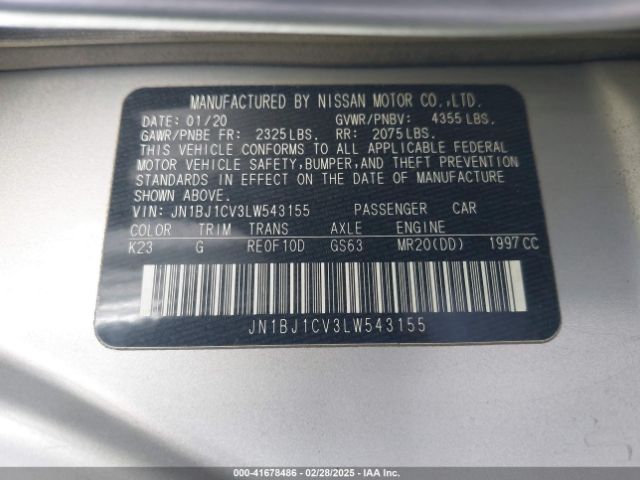 MANUFACTURED BY NISSAN MOTOR CO.,LTD.
DATE: 01/20 GVWR/PNBV: 4355 LBS.
GAWR/PNBE FR: 2325 LBS. RR: 2075 LBS.
THIS VEHICLE CONFORMS TO ALL APPLICABLE FEDERAL
MOTOR VEHICLE SAFETY, BUMPER, AND THEFT PREVENTION
STANDARDS IN EFFECT ON THE DATE OF MANUFACTURE
SHOWN ABOVE.
VIN: JN1BJ1CV3LW543155 PASSENGER CAR
COLOR TRIM TRANS AXLE ENGINE
K23 G RE0F10D GS63 MR20(DD) 1997 CC
JN1BJ1CV3LW543155
000-41678486 - 02/28/2025 - IAA Inc.